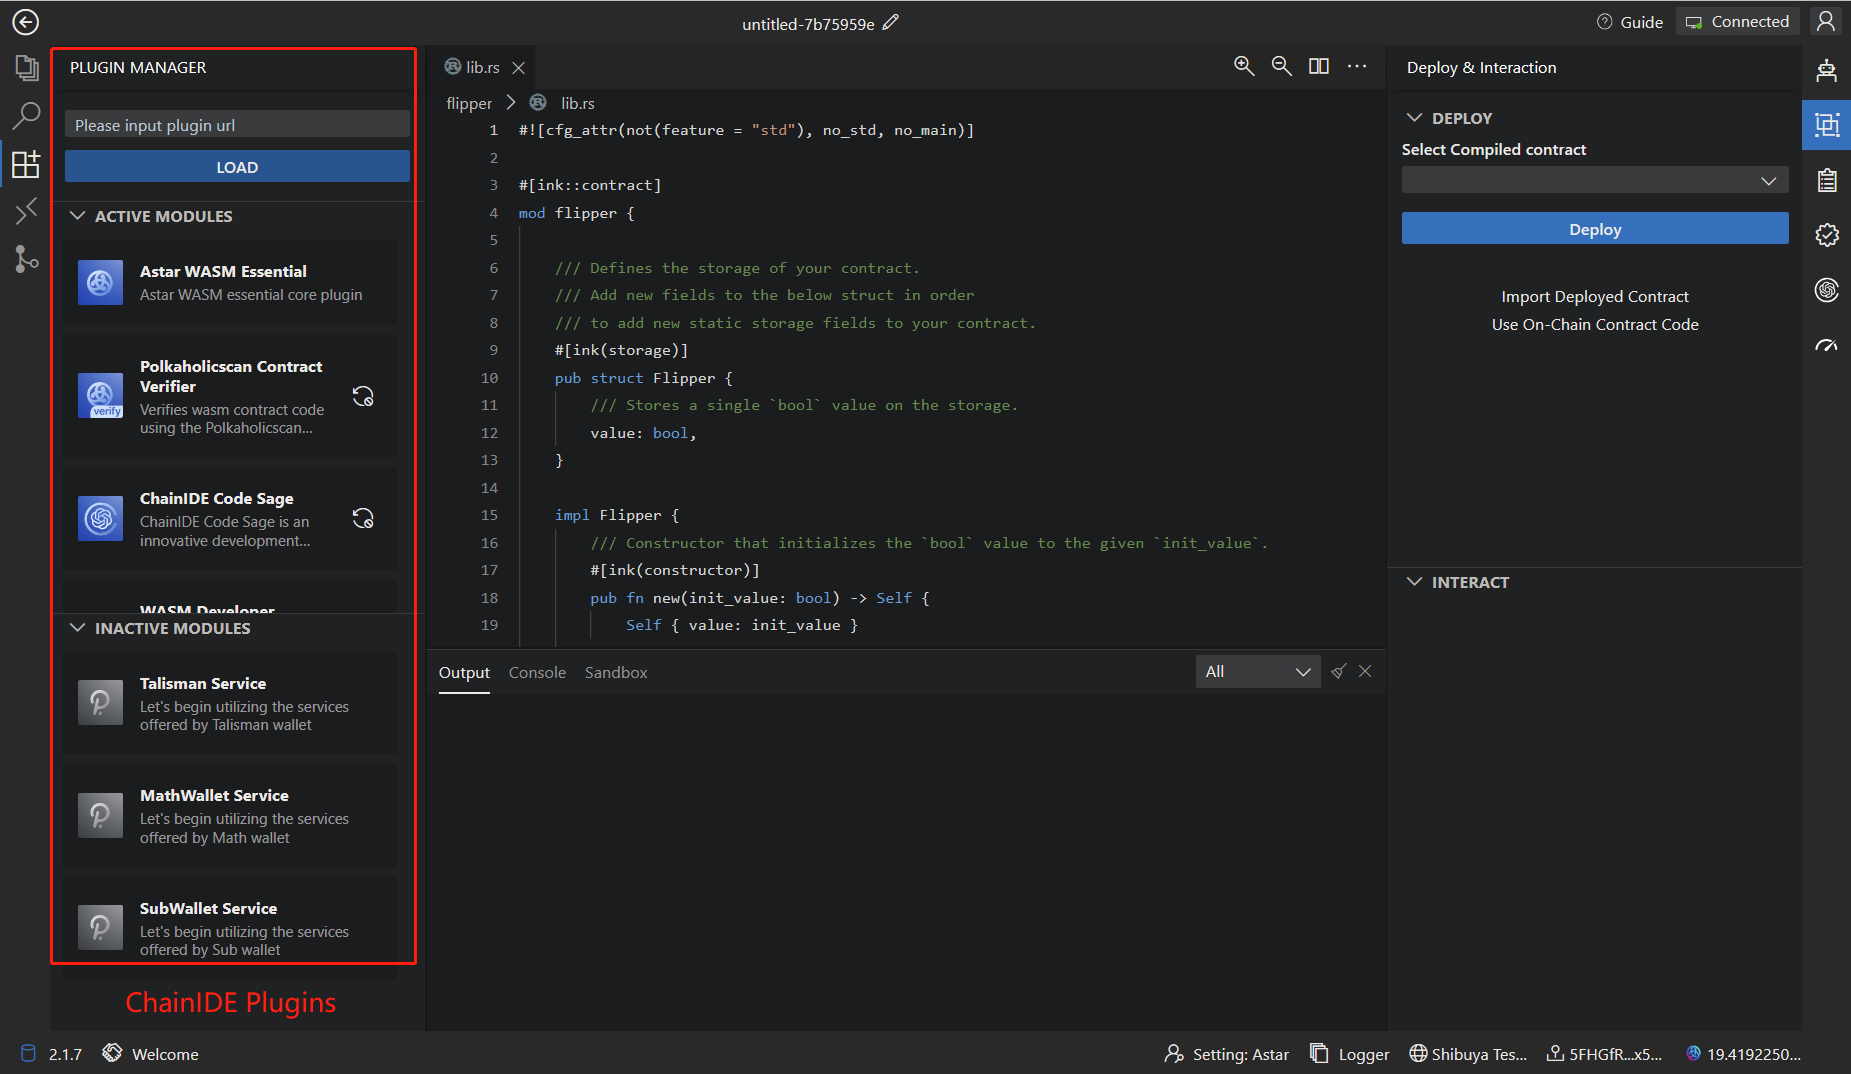 untitled-7b75959e
Guide
Connected
PLUGIN MANAGER
Please input plugin url
LOAD
ACTIVE MODULES
Astar WASM Essential
Astar WASM essential core plugin
Polkaholicscan Contract
Verifier
verify
Verifies wasm contract code
using the Polkaholicscan...
ChainIDE Code Sage
ChainIDE Code Sage is an
innovative development...
WASM Developer
INACTIVE MODULES
Talisman Service
Let's begin utilizing the services
offered by Talisman wallet
MathWallet Service
Let's begin utilizing the services
offered by Math wallet
SubWallet Service
Let's begin utilizing the services
offered by Sub wallet
ChainIDE Plugins
lib.rs
flipper > lib.rs
1 #![cfg_attr(not(feature = "std"), no_std, no_main)]
2
3 #[ink::contract]
4 mod flipper {
5
6 /// Defines the storage of your contract.
7 /// Add new fields to the below struct in order
8 /// to add new static storage fields to your contract.
9 #[ink(storage)]
10 pub struct Flipper {
11 /// Stores a single `bool` value on the storage.
12 value: bool,
13 }
14
15 impl Flipper {
16 /// Constructor that initializes the `bool` value to the given `init_value`.
17 #[ink(constructor)]
18 pub fn new(init_value: bool) -> Self {
19 Self { value: init_value }
Output Console Sandbox
All
Deploy & Interaction
DEPLOY
Select Compiled contract
Deploy
Import Deployed Contract
Use On-Chain Contract Code
INTERACT
2.1.7
Welcome
Setting: Astar
Logger
Shibuya Tes...
5FHGfR...x5...
19.4192250...